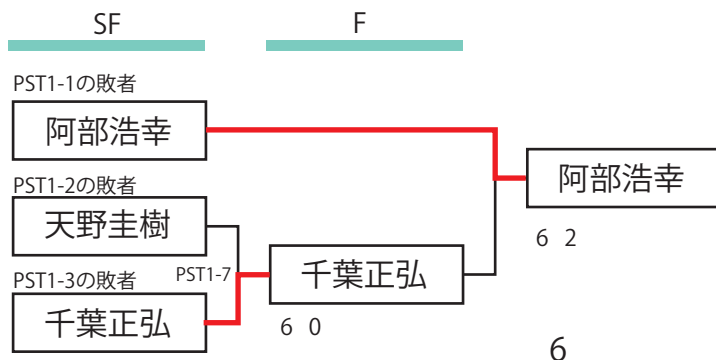 SF
F
PST1-1の敗者
阿部浩幸
阿部浩幸
PST1-2の敗者
天野圭樹
6 2
PST1-3の敗者
PST1-7
千葉正弘
千葉正弘
6 0
6